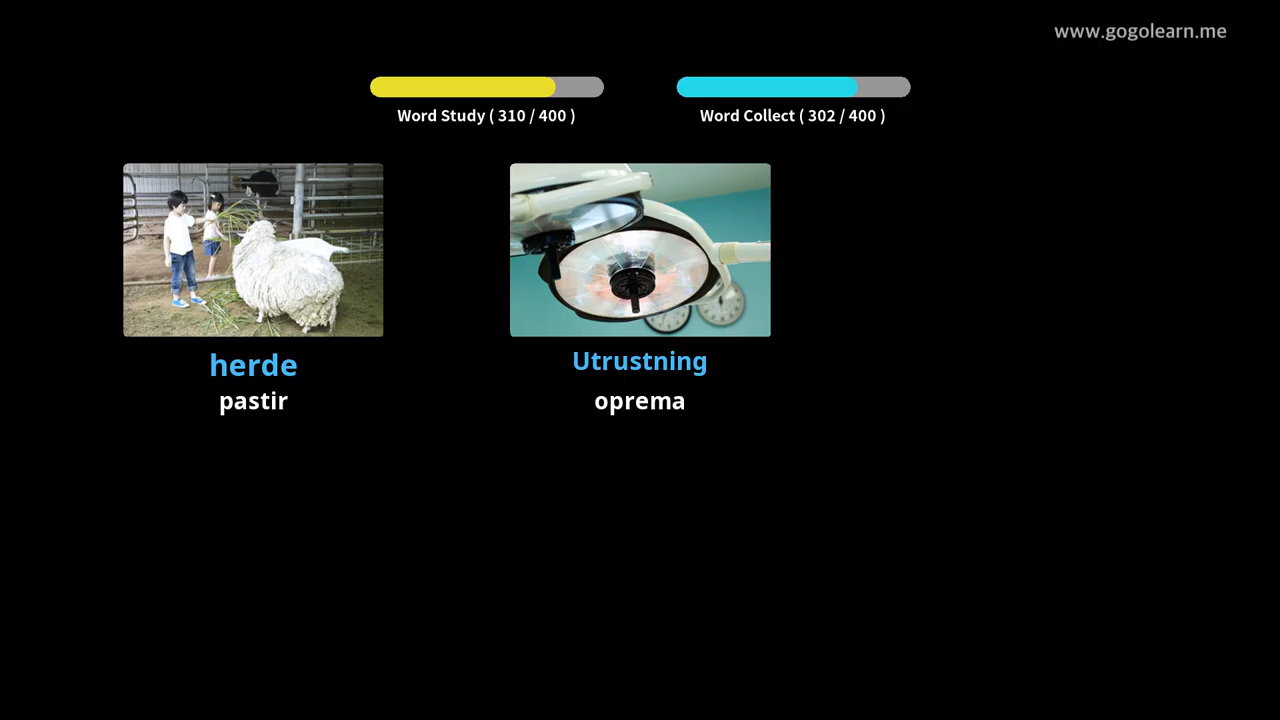 www.gogolearn.me
Word Study ( 310 / 400 )
Word Collect ( 302 / 400 )
herde
pastir
Utrustning
oprema